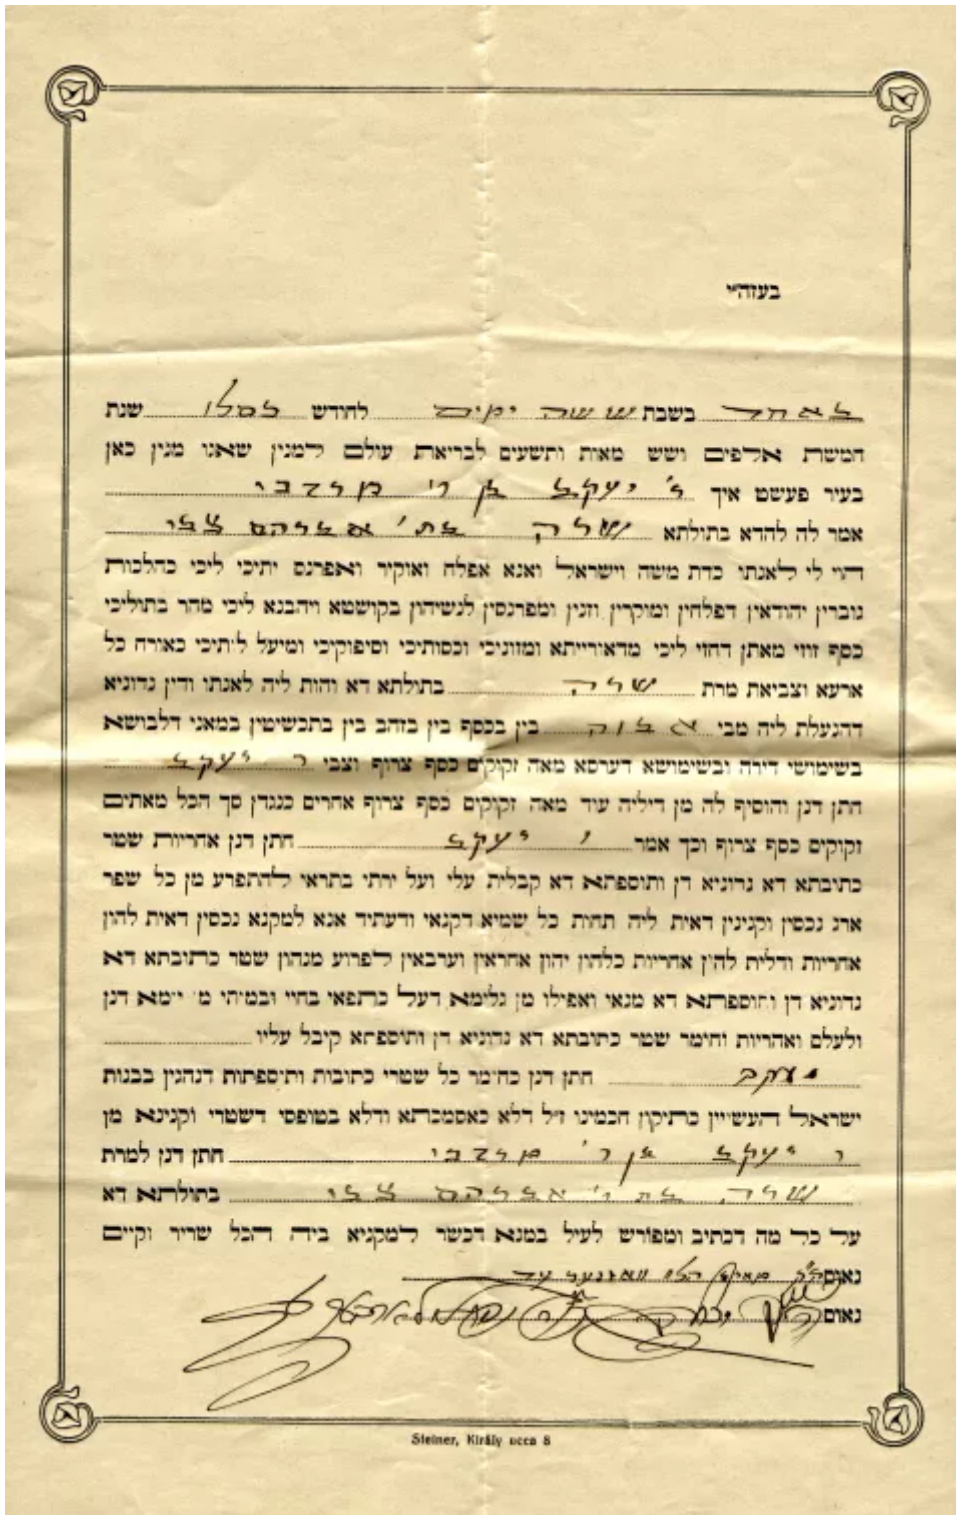 בעזה״י
באחד בשבת ששה ימים לחודש כסלו שנת
חמשת אלפים ושש מאות ותשעים לבריאת עולם למנין שאנו מנין כאן
בעיר פעשט איך ר' יעקב בן ר' מרדכי
אמר לה להדא בתולתא שרה בת ר' אברהם צבי
הוי לי לאנתו כדת משה וישראל ואנא אפלח ואוקיר ואפרנס יתיכי ליכי כהלכות
גוברין יהודאין דפלחין ומוקרין וזנין ומפרנסין לנשיהון בקושטא ויהבנא ליכי מהר בתוליכי
כסף זוזי מאתן דחזי ליכי מדאורייתא ומזוניכי וכסותיכי וסיפוקיכי ומיעל לותיכי כאורח כל
ארעא וצביאת מרת שרה בתולתא דא והות ליה לאנתו ודין נדוניא
דהנעלת ליה מבי אבוה בין בכסף בין בזהב בין בתכשיטין במאני דלבושא
בשימושי דירה ובשימושא דערסא מאה זקוקים כסף צרוף וצבי ר יעקב
חתן דנן והוסיף לה מן דיליה עוד מאה זקוקים כסף צרוף אחרים כנגדן סך הכל מאתים
זקוקים כסף צרוף וכך אמר ר יעקב חתן דנן אחריות שטר
כתובתא דא נדוניא דן ותוספתא דא קבלית עלי ועל ירתי בתראי להתפרע מן כל שפר
ארג נכסין וקנינין דאית ליה תחות כל שמיא דקנאי ודעתיד אנא למקנא נכסין דאית להון
אחריות ודלית להון אחריות כלהון יהון אחראין וערבאין לפרוע מנהון שטר כתובתא דא
נדוניא דן ותוספתא דא מנאי ואפילו מן גלימא דעל כתפאי בחיי ובמותי מן יומא דנן
ולעלם ואחריות וחומר שטר כתובתא דא נדוניא דן ותוספתא קיבל עליו
יעקב חתן דנן כחומר כל שטרי כתובות ותוספתות דנהגין בבנות
ישראל העשויין כתיקון חכמינו ז״ל דלא כאסמכתא ודלא בטופסי דשטרי וקנינא מן
ר יעקב בן ר' מרדכי חתן דנן למרת
שרה בת ר' אברהם צבי בתולתא דא
על כל מה דכתיב ומפורש לעיל במנא דכשר למקניא ביה הכל שריר וקיים
נאום הלוי עד
נאום
Steiner, Király ucca 8